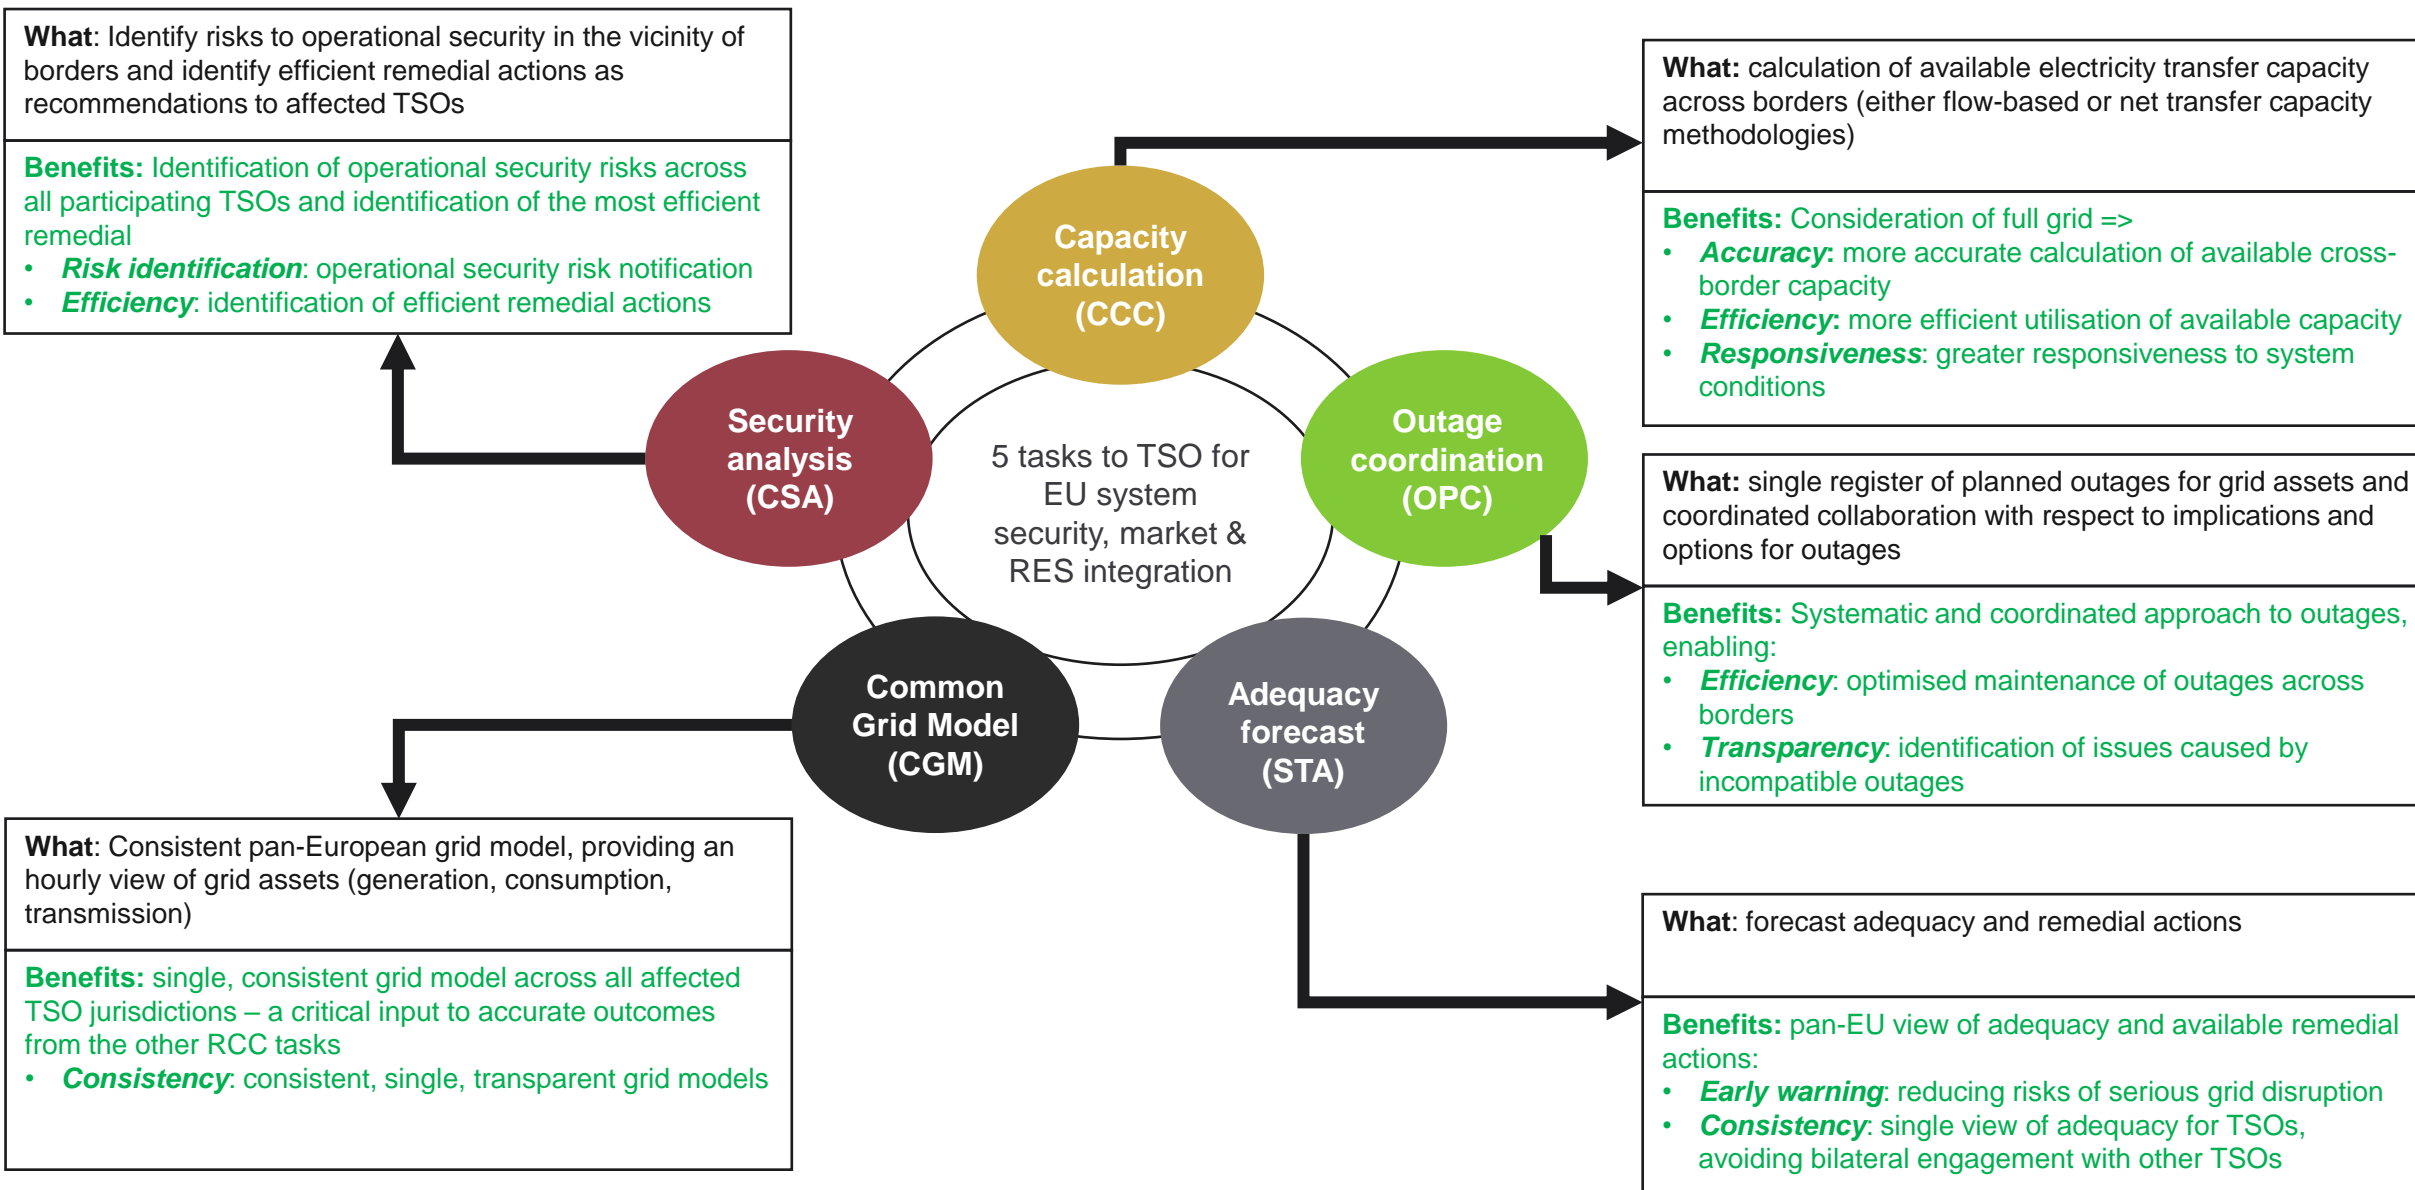 What: Identify risks to operational security in the vicinity of
borders and identify efficient remedial actions as
recommendations to affected TSOs
Benefits: Identification of operational security risks across
all participating TSOs and identification of the most efficient
remedial
• Risk identification: operational security risk notification
• Efficiency: identification of efficient remedial actions
What: calculation of available electricity transfer capacity
across borders (either flow-based or net transfer capacity
methodologies)
Benefits: Consideration of full grid =>
• Accuracy: more accurate calculation of available cross-
border capacity
• Efficiency: more efficient utilisation of available capacity
• Responsiveness: greater responsiveness to system
conditions
Capacity
calculation
(CCC)
Security
analysis
(CSA)
Outage
coordination
(OPC)
5 tasks to TSO for
EU system
security, market &
RES integration
Common
Grid Model
(CGM)
Adequacy
forecast
(STA)
What: single register of planned outages for grid assets and
coordinated collaboration with respect to implications and
options for outages
Benefits: Systematic and coordinated approach to outages,
enabling:
• Efficiency: optimised maintenance of outages across
borders
• Transparency: identification of issues caused by
incompatible outages
What: Consistent pan-European grid model, providing an
hourly view of grid assets (generation, consumption,
transmission)
Benefits: single, consistent grid model across all affected
TSO jurisdictions – a critical input to accurate outcomes
from the other RCC tasks
• Consistency: consistent, single, transparent grid models
What: forecast adequacy and remedial actions
Benefits: pan-EU view of adequacy and available remedial
actions:
• Early warning: reducing risks of serious grid disruption
• Consistency: single view of adequacy for TSOs,
avoiding bilateral engagement with other TSOs